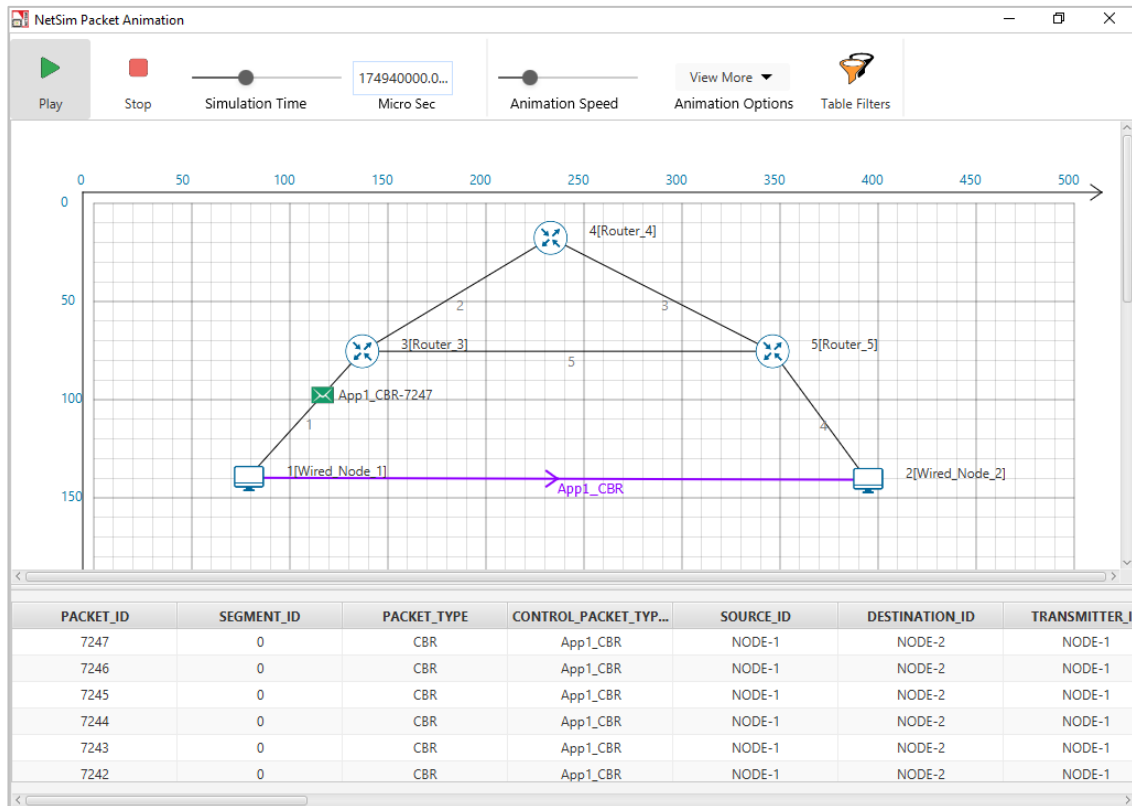 NetSim Packet Animation
Play
Stop
Simulation Time
174940000.0...
Micro Sec
Animation Speed
View More
Animation Options
Table Filters
0 50 100 150 200 250 300 350 400 450 500
0
4[Router_4]
50
2
3
3[Router_3]
5[Router_5]
5
100
App1_CBR-7247
1
4
1[Wired_Node_1]
2[Wired_Node_2]
App1_CBR
150
PACKET_ID SEGMENT_ID PACKET_TYPE CONTROL_PACKET_TYP... SOURCE_ID DESTINATION_ID TRANSMITTER_I
7247 0 CBR App1_CBR NODE-1 NODE-2 NODE-1
7246 0 CBR App1_CBR NODE-1 NODE-2 NODE-1
7245 0 CBR App1_CBR NODE-1 NODE-2 NODE-1
7244 0 CBR App1_CBR NODE-1 NODE-2 NODE-1
7243 0 CBR App1_CBR NODE-1 NODE-2 NODE-1
7242 0 CBR App1_CBR NODE-1 NODE-2 NODE-1